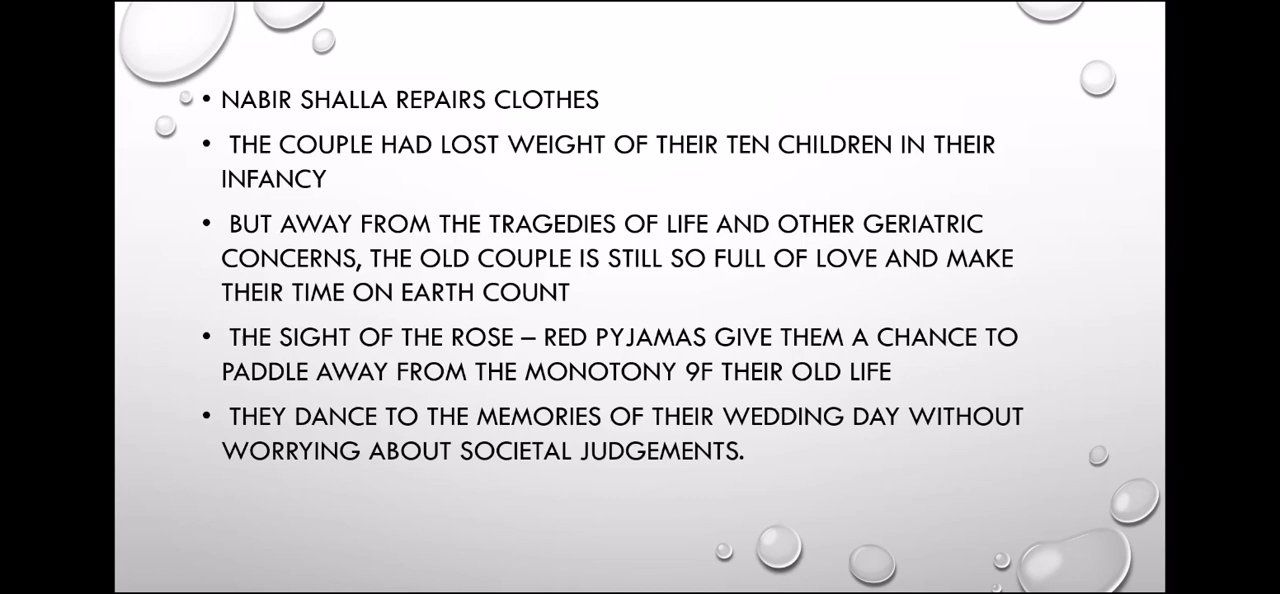 • NABIR SHALLA REPAIRS CLOTHES
• THE COUPLE HAD LOST WEIGHT OF THEIR TEN CHILDREN IN THEIR
INFANCY
• BUT AWAY FROM THE TRAGEDIES OF LIFE AND OTHER GERIATRIC
CONCERNS, THE OLD COUPLE IS STILL SO FULL OF LOVE AND MAKE
THEIR TIME ON EARTH COUNT
• THE SIGHT OF THE ROSE – RED PYJAMAS GIVE THEM A CHANCE TO
PADDLE AWAY FROM THE MONOTONY 9F THEIR OLD LIFE
• THEY DANCE TO THE MEMORIES OF THEIR WEDDING DAY WITHOUT
WORRYING ABOUT SOCIETAL JUDGEMENTS.